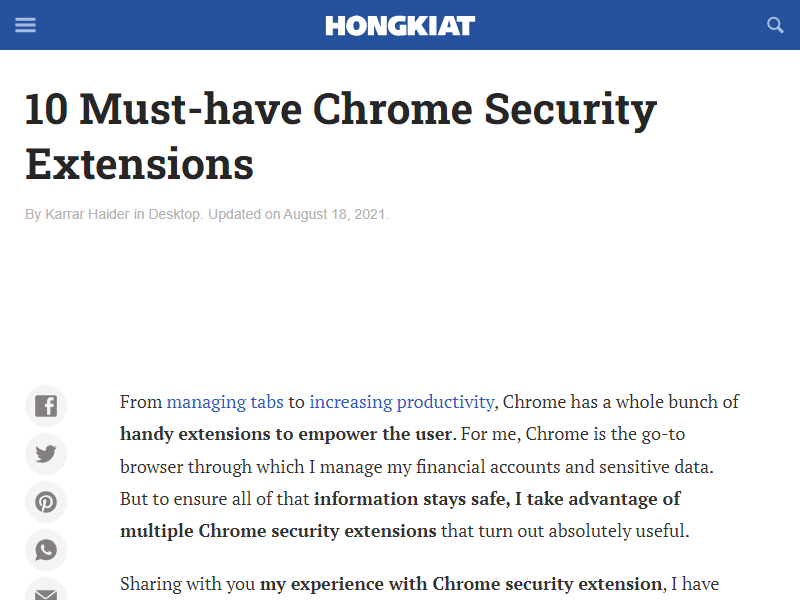 HONGKIAT
10 Must-have Chrome Security
Extensions
By Karrar Haider in Desktop. Updated on August 18, 2021.
From managing tabs to increasing productivity, Chrome has a whole bunch of
handy extensions to empower the user. For me, Chrome is the go-to
browser through which I manage my financial accounts and sensitive data.
But to ensure all of that information stays safe, I take advantage of
multiple Chrome security extensions that turn out absolutely useful.
Sharing with you my experience with Chrome security extension, I have